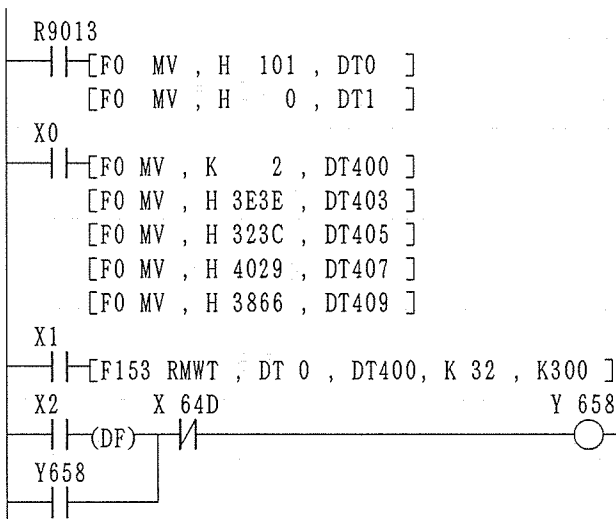 R9013
[F0 MV , H 101 , DT0 ]
[F0 MV , H 0 , DT1 ]
X0
[F0 MV , K 2 , DT400 ]
[F0 MV , H 3E3E , DT403 ]
[F0 MV , H 323C , DT405 ]
[F0 MV , H 4029 , DT407 ]
[F0 MV , H 3866 , DT409 ]
X1
[F153 RMWT , DT 0 , DT400, K 32 , K300 ]
X2 X 64D Y 658
(DF)
Y658